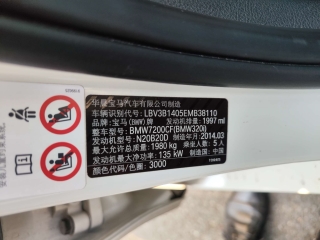 华晨宝马汽车有限公司制造
车辆识别代号: LBV3B1405EMB38110
品牌: 宝马(BMW)牌 发动机排量: 1997 ml
整车型号: BMW7200CF(BMW320i)
发动机型号: N20B20D 制造年月: 2014.03
最大允许总质量: 1980 kg 乘坐人数: 5 人
发动机最大净功率: 135 kW 制造国: 中国
颜色代码/色调: 3000